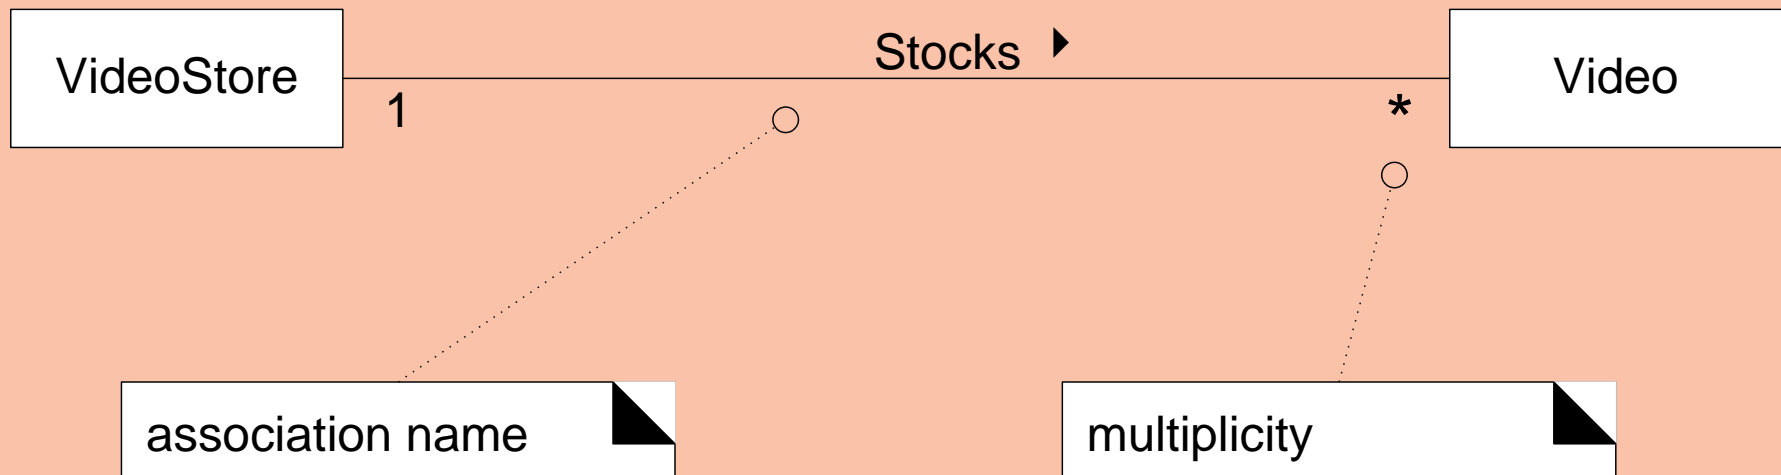 VideoStore
Stocks
Video
1
*
association name
multiplicity